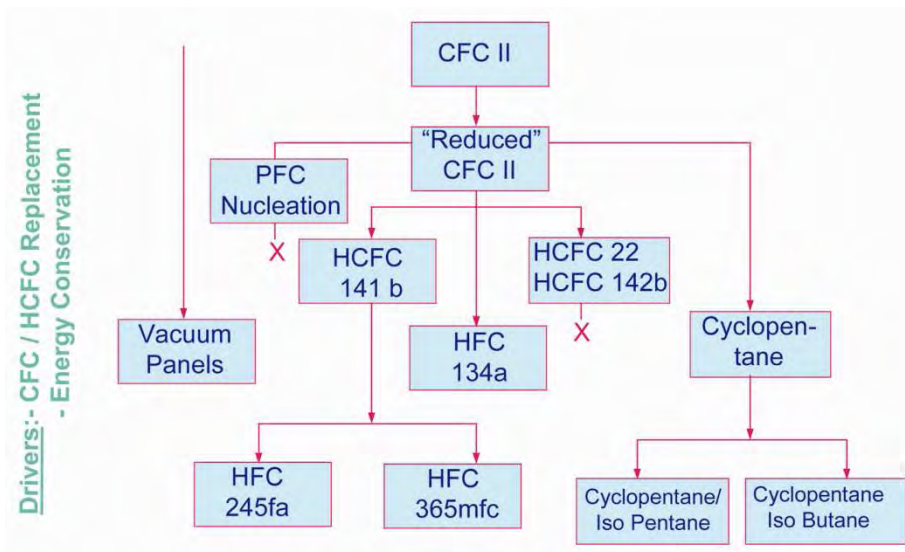 Drivers:- CFC / HCFC Replacement
- Energy Conservation
CFC II
“Reduced”
CFC II
PFC
Nucleation
X
HCFC
141 b
HCFC 22
HCFC 142b
X
Vacuum
Panels
HFC
134a
Cyclopen-
tane
HFC
245fa
HFC
365mfc
Cyclopentane/
Iso Pentane
Cyclopentane
Iso Butane